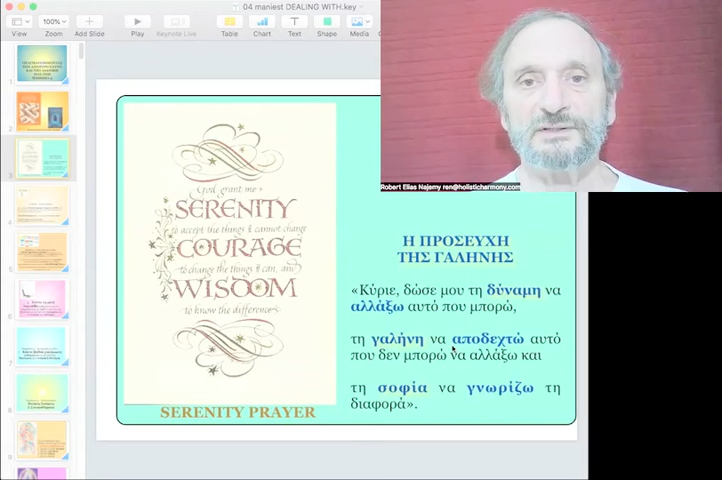 04 maniest DEALING WITH.key
100%
View
Zoom
Add Slide
Play
Keynote Live
Table
Chart
Text
Shape
Media
Robert Elias Najemy ren@holisticharmony.com
1
2
3
4
5
6
7
8
9
God grant me
SERENITY
to accept the things I cannot change
COURAGE
to change the things I can, and
WISDOM
to know the difference
SERENITY PRAYER
Η ΠΡΟΣΕΥΧΗ
ΤΗΣ ΓΑΛΗΝΗΣ
«Κύριε, δώσε μου τη δύναμη να
αλλάξω αυτό που μπορώ,
τη γαλήνη να αποδεχτώ αυτό
που δεν μπορώ να αλλάξω και
τη σοφία να γνωρίζω τη
διαφορά».